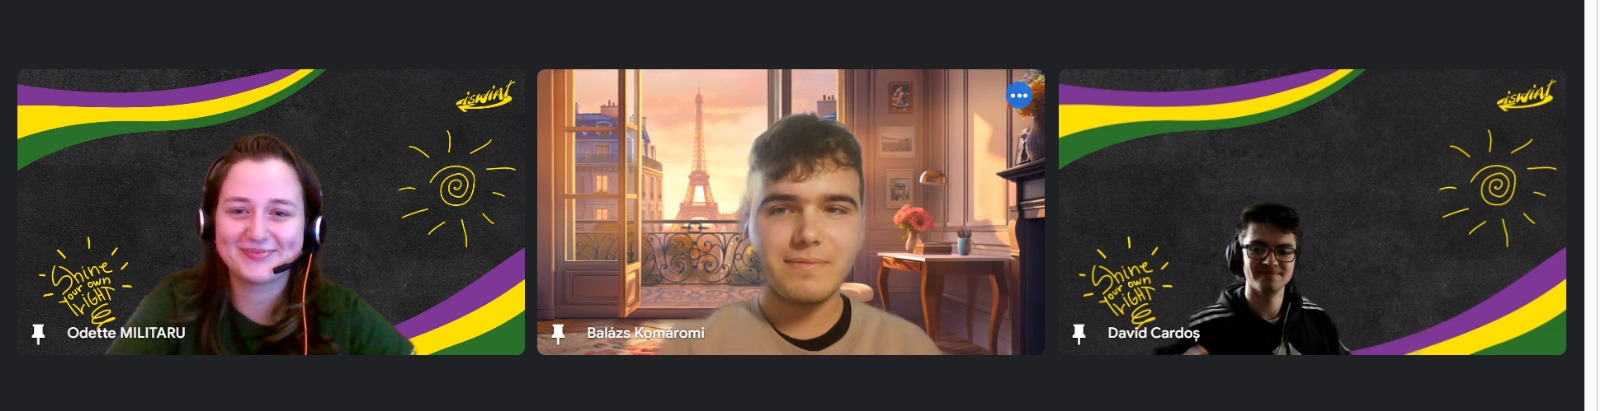 iswinT
Shine
your own
LIGHT
Odette MILITARU
Balázs Komáromi
iswinT
Shine
your own
LIGHT
David Cardoș